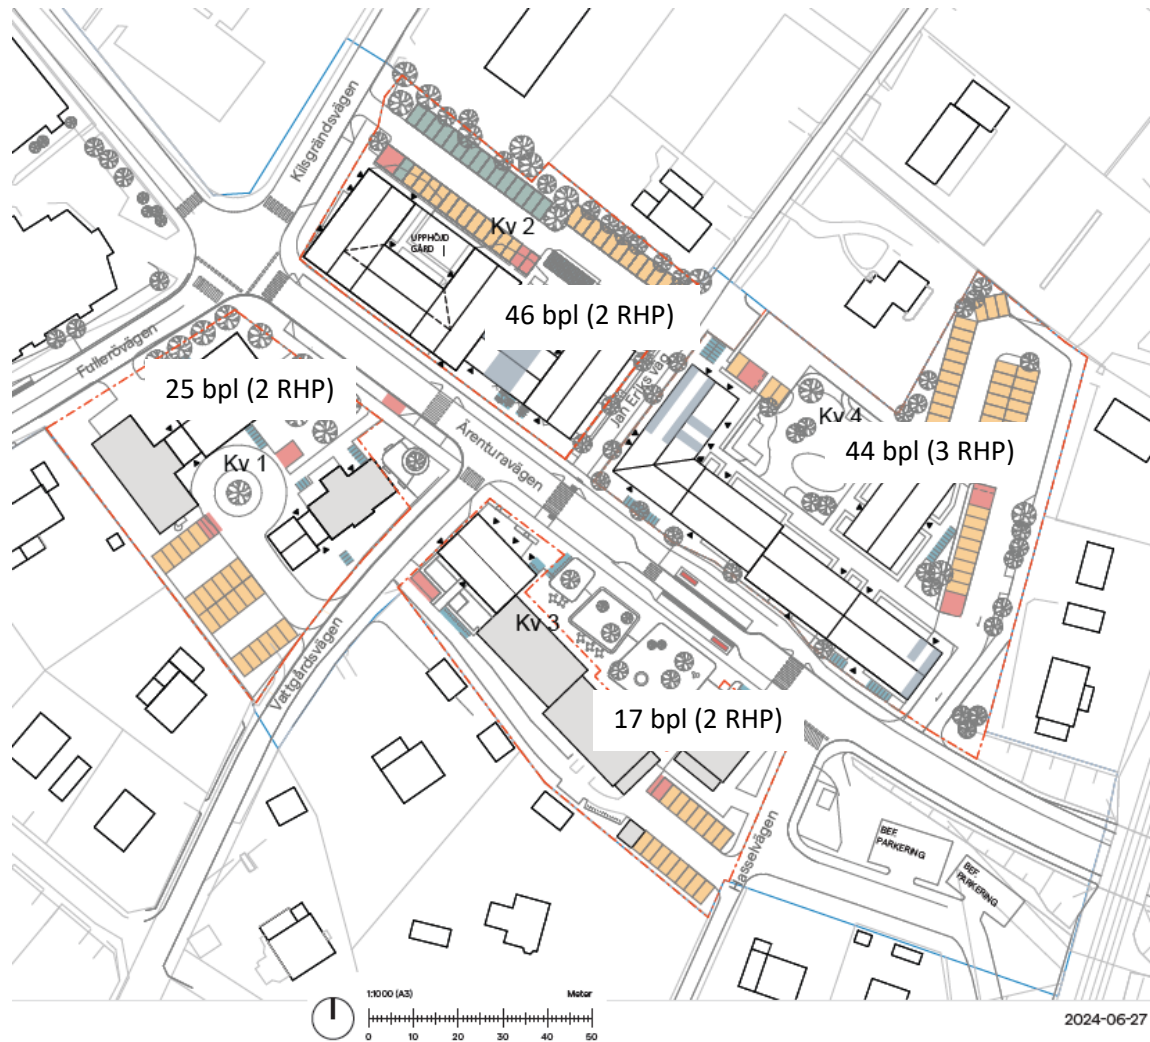 Kilsgrändsvägen
Kv 2
UPPHÖJD
GÅRD
46 bpl (2 RHP)
Fullerövägen
25 bpl (2 RHP)
Jan Eriks väg
Kv 4
Ärenturavägen
44 bpl (3 RHP)
Kv 1
Kv 3
Vattgårdsvägen
17 bpl (2 RHP)
Hasselvägen
BEF.
PARKERING
BEF.
PARKERING
1:1000 (A3) Meter
0 10 20 30 40 50
2024-06-27